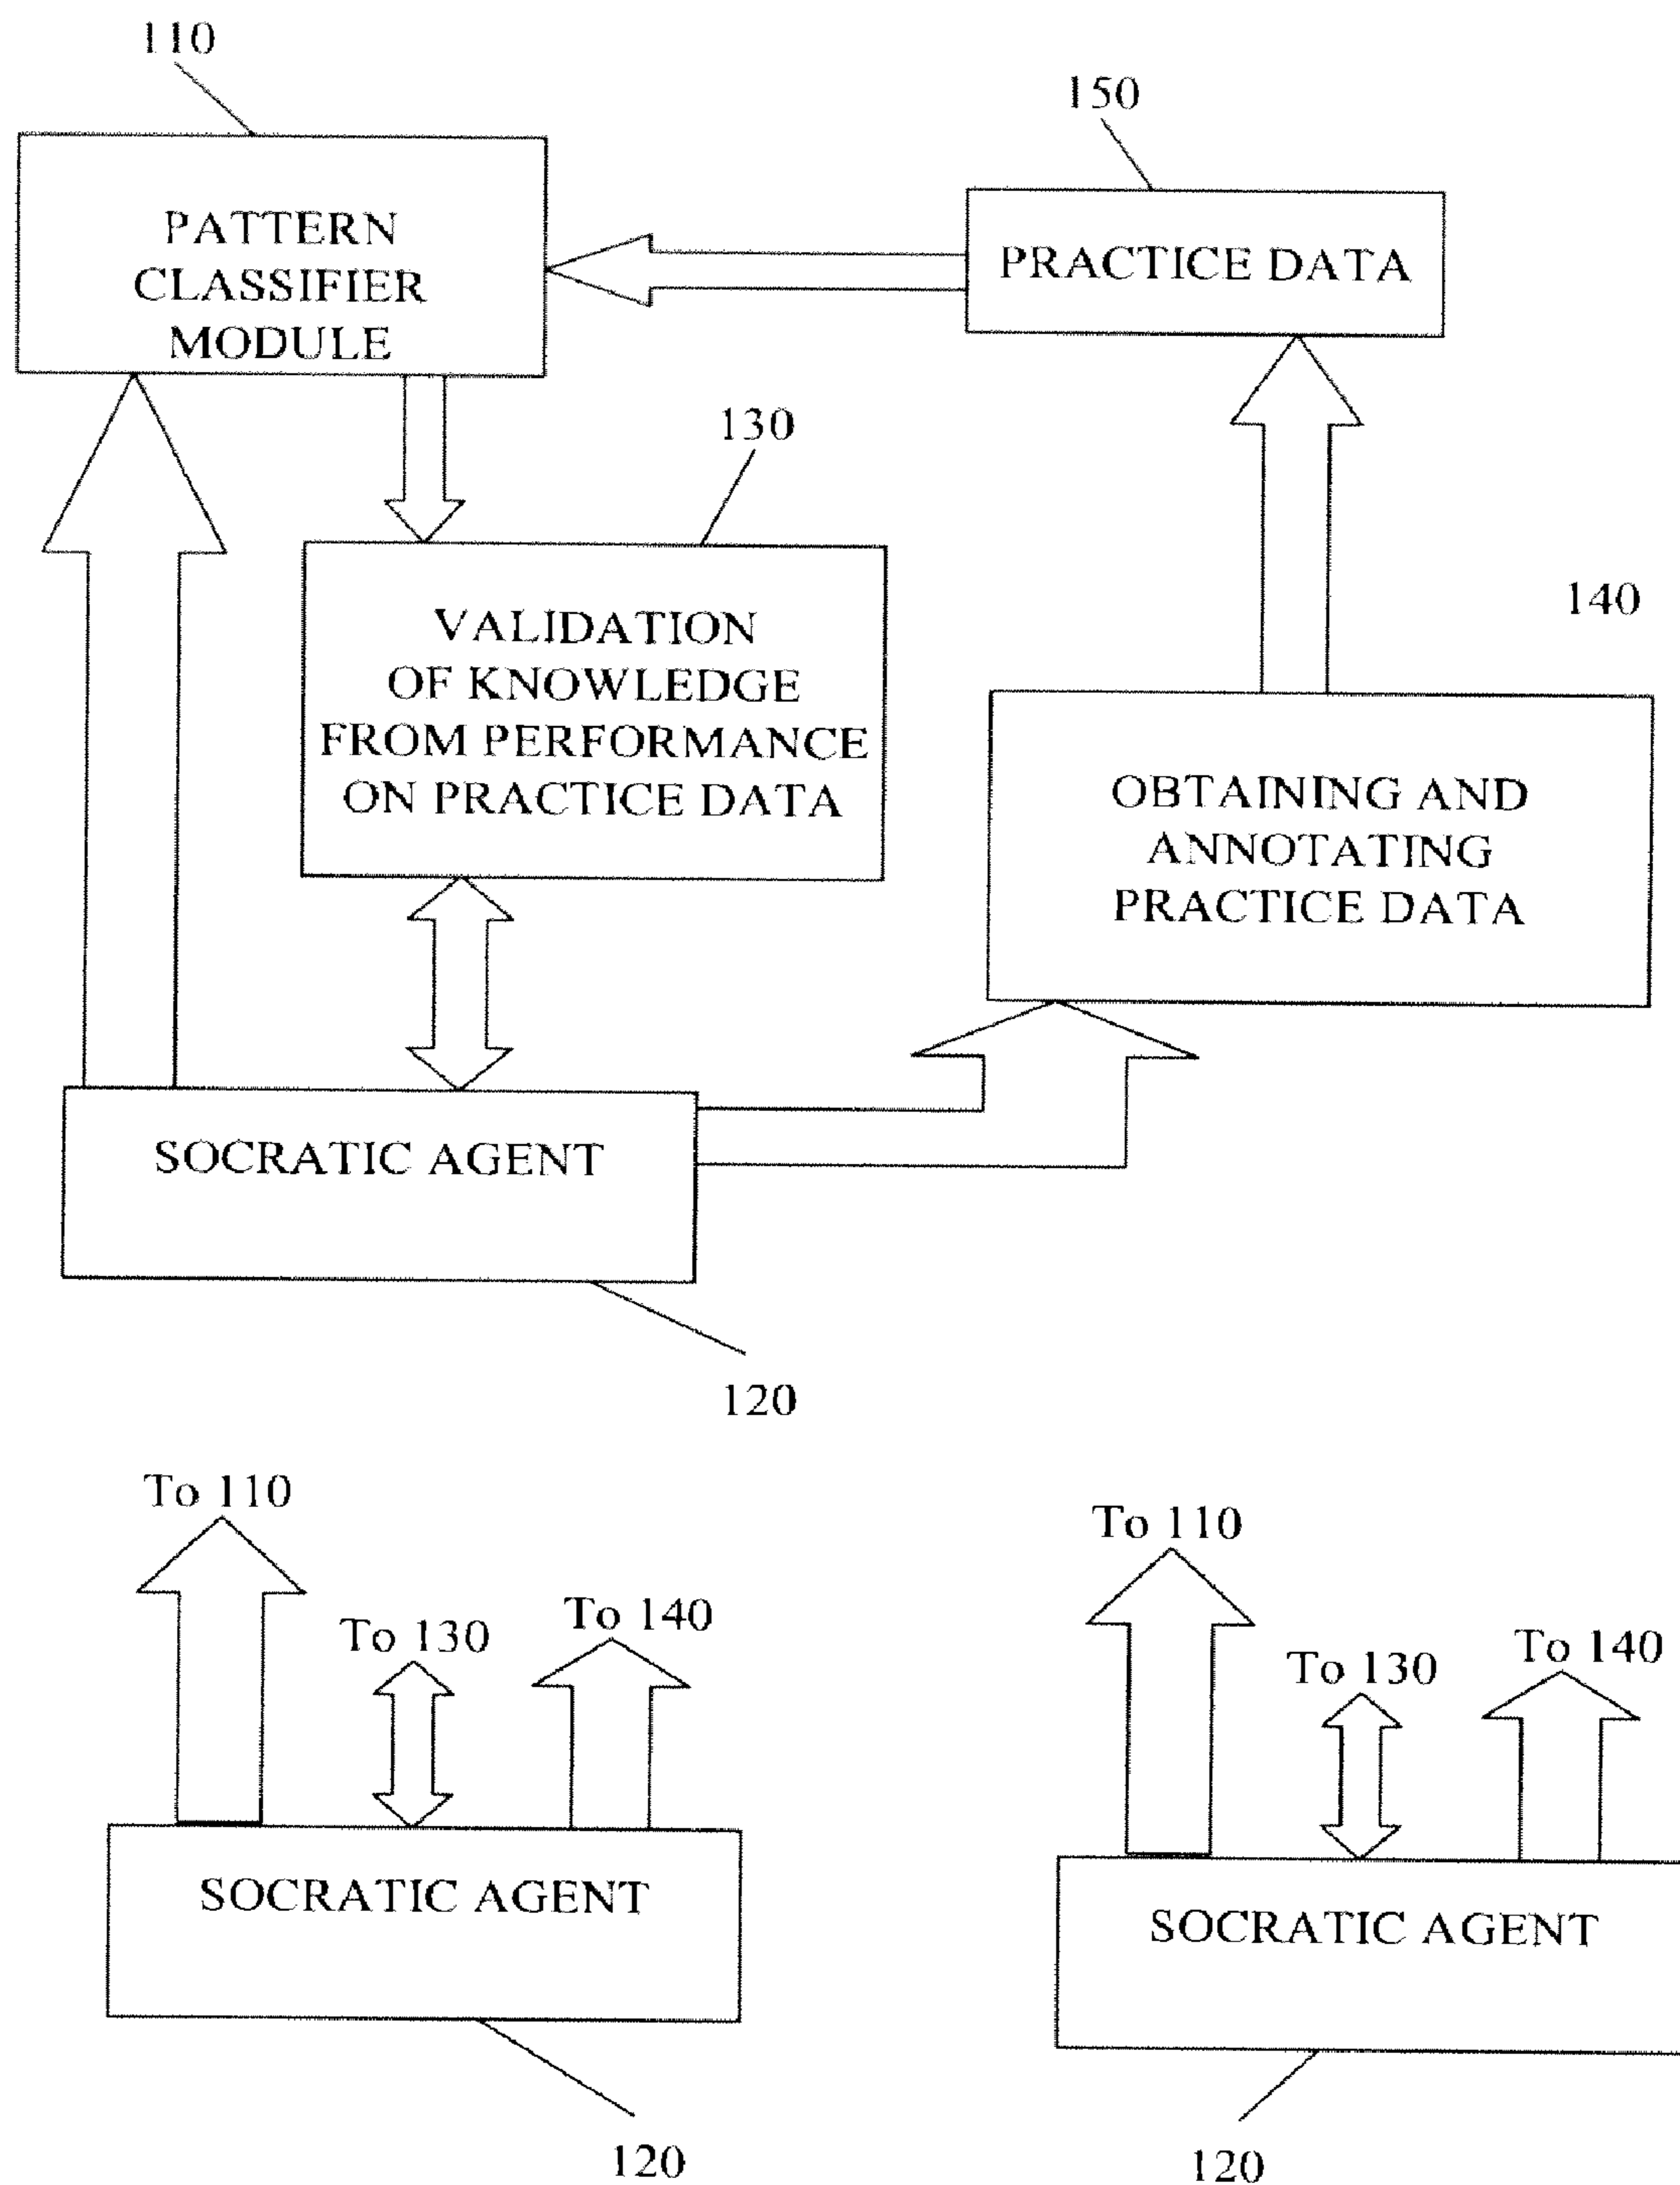 110
150
PATTERN
CLASSIFIER
MODULE
PRACTICE DATA
130
140
VALIDATION
OF KNOWLEDGE
FROM PERFORMANCE
ON PRACTICE DATA
OBTAINING AND
ANNOTATING
PRACTICE DATA
SOCRATIC AGENT
120
To 110
To 130
To 140
SOCRATIC AGENT
120
To 110
To 130
To 140
SOCRATIC AGENT
120